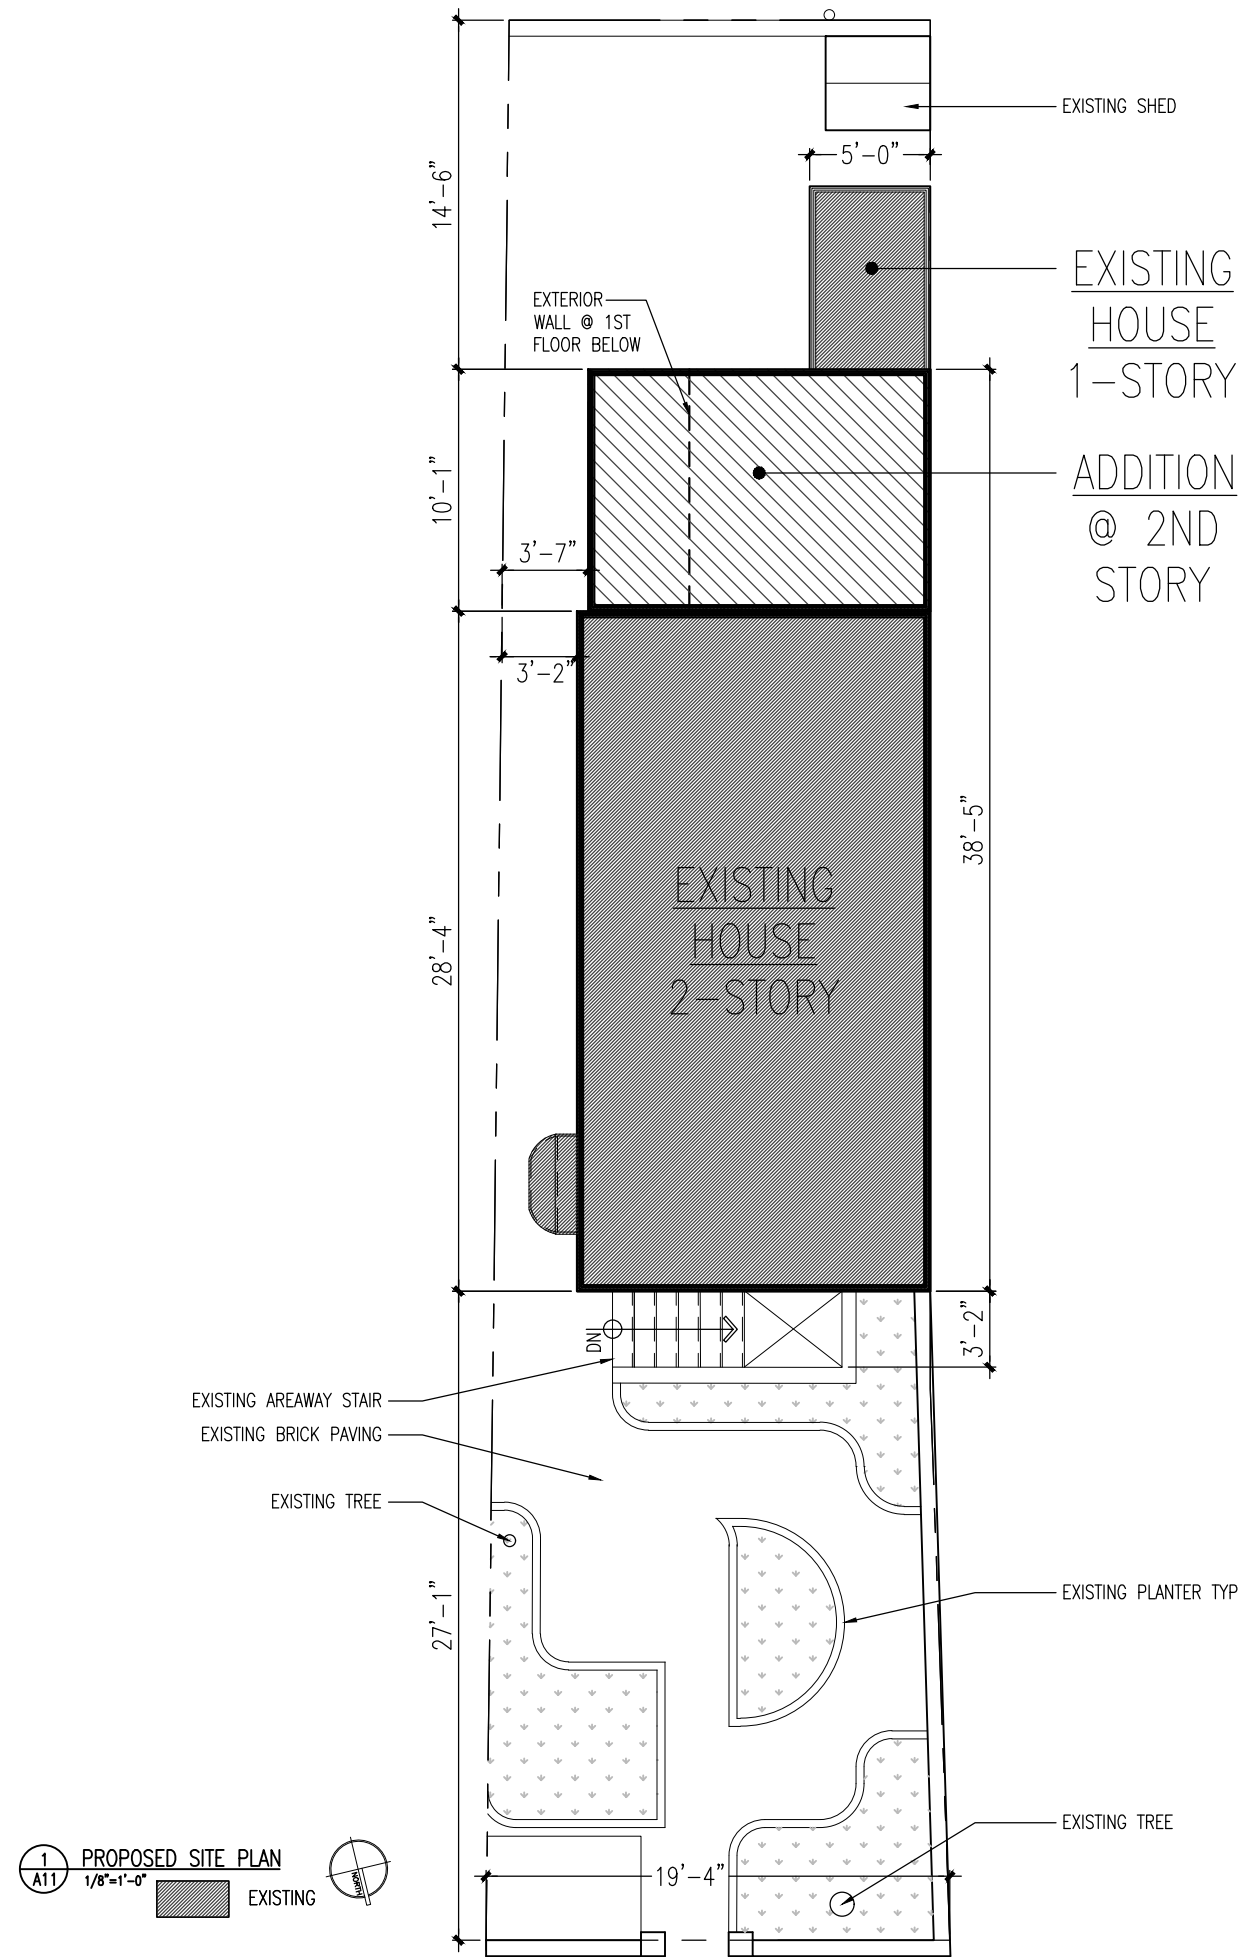 EXISTING SHED
5'-0"
14'-6"
EXISTING
HOUSE
1-STORY
EXTERIOR
WALL @ 1ST
FLOOR BELOW
ADDITION
@ 2ND
STORY
10'-1"
3'-7"
3'-2"
38'-5"
EXISTING
HOUSE
2-STORY
28'-4"
DN
3'-2"
EXISTING AREAWAY STAIR
EXISTING BRICK PAVING
EXISTING TREE
27'-1"
EXISTING PLANTER TYP
EXISTING TREE
19'-4"
1
A11
PROPOSED SITE PLAN
1/8"=1'-0"
EXISTING
NORTH